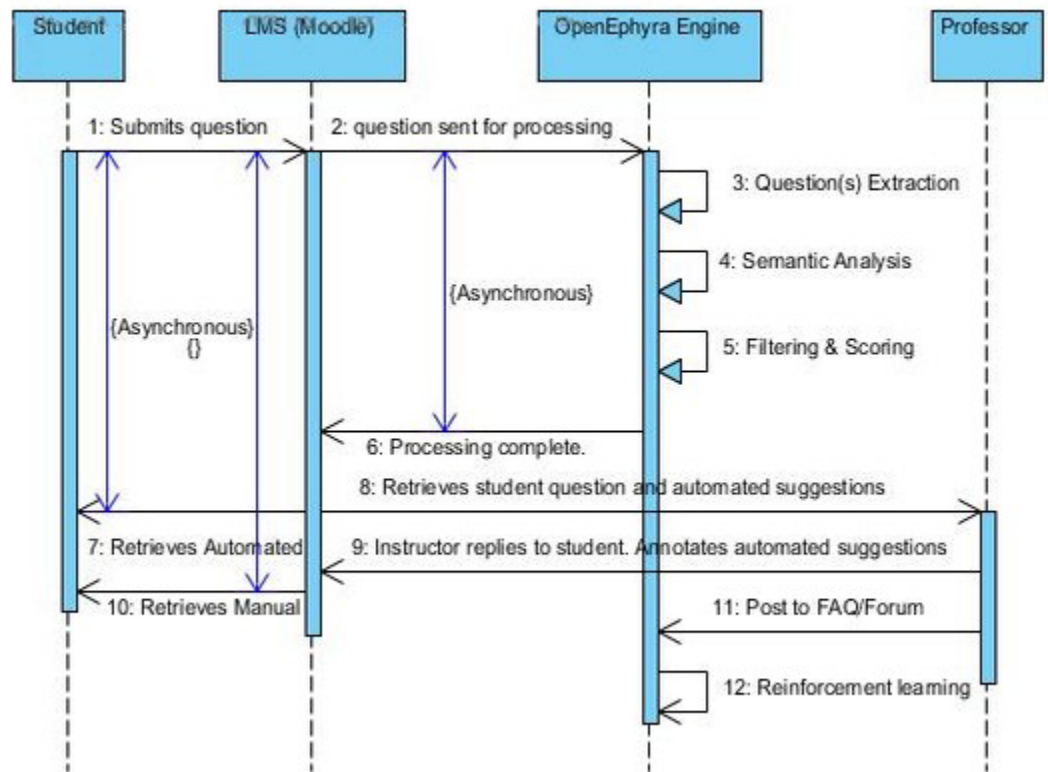 Student
LMS (Moodle)
OpenEphyra Engine
Professor
1: Submits question
2: question sent for processing
3: Question(s) Extraction
4: Semantic Analysis
{Asynchronous}
{Asynchronous}
{}
5: Filtering & Scoring
6: Processing complete.
8: Retrieves student question and automated suggestions
7: Retrieves Automated
9: Instructor replies to student. Annotates automated suggestions
10: Retrieves Manual
11: Post to FAQ/Forum
12: Reinforcement learning